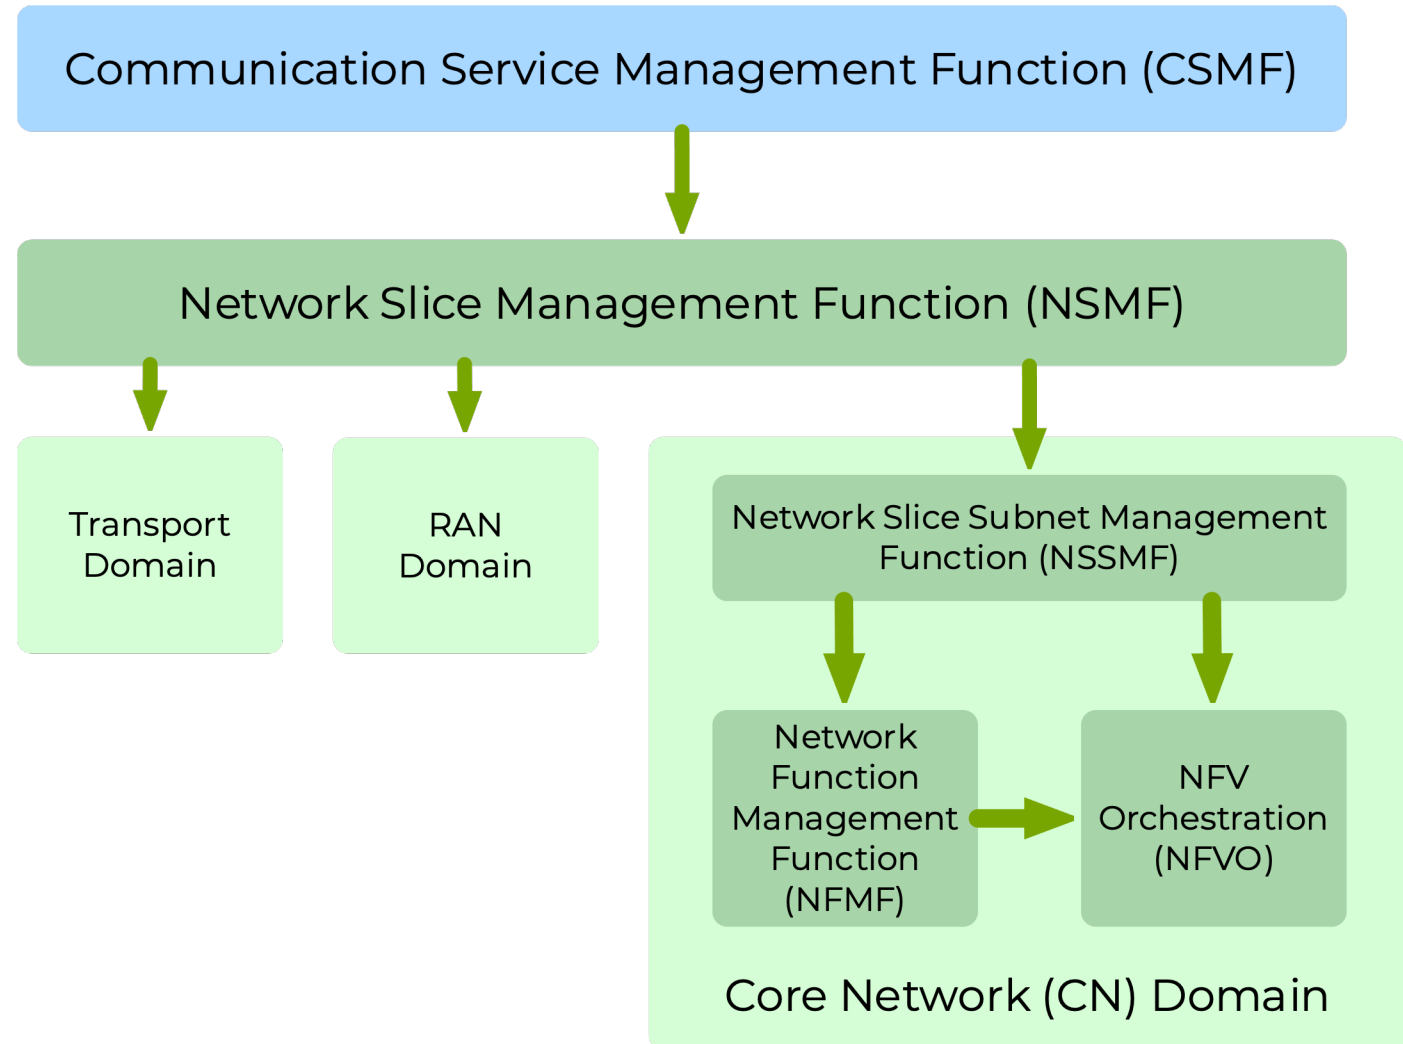 Communication Service Management Function (CSMF)
Network Slice Management Function (NSMF)
Transport
Domain
RAN
Domain
Network Slice Subnet Management
Function (NSSMF)
Network
Function
Management
Function
(NFMF)
NFV
Orchestration
(NFVO)
Core Network (CN) Domain